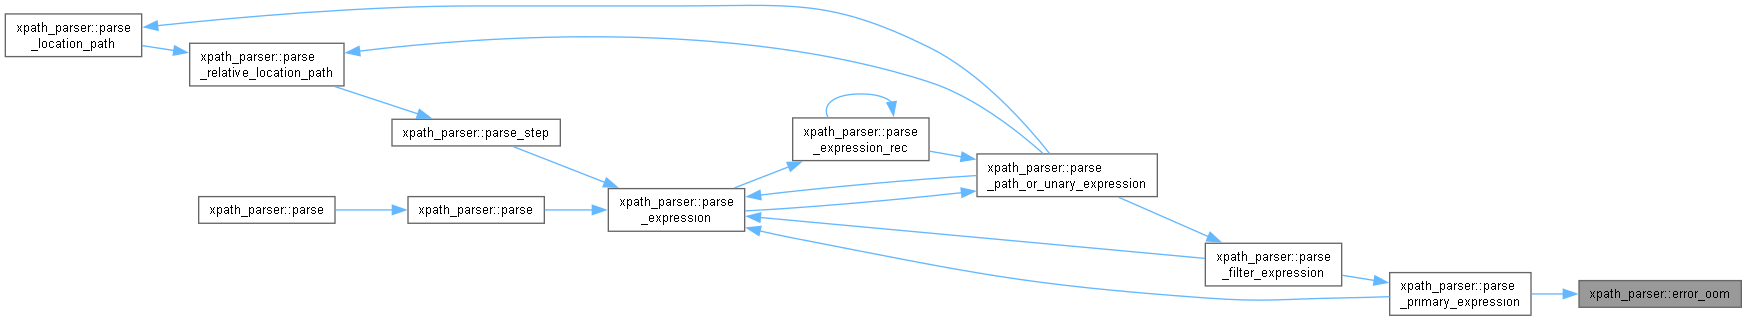 xpath_parser::parse
_location_path
xpath_parser::parse
_relative_location_path
xpath_parser::parse_step
xpath_parser::parse
_expression_rec
xpath_parser::parse
_path_or_unary_expression
xpath_parser::parse
xpath_parser::parse
xpath_parser::parse
_expression
xpath_parser::parse
_filter_expression
xpath_parser::parse
_primary_expression
xpath_parser::error_oom